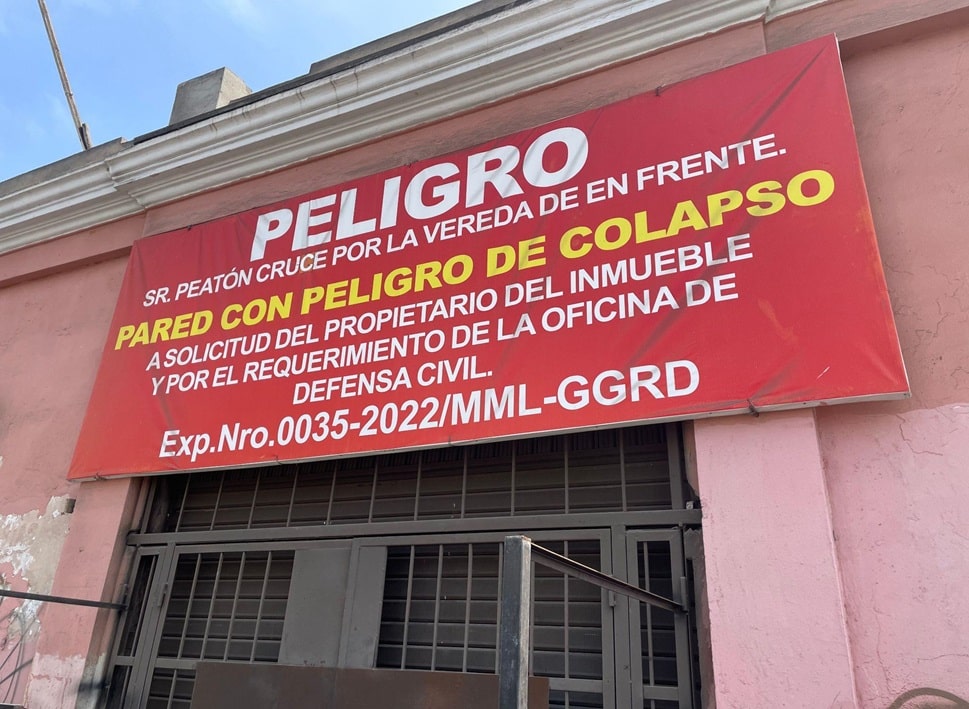 PELIGRO
SR. PEATÓN CRUCE POR LA VEREDA DE EN FRENTE.
PARED CON PELIGRO DE COLAPSO
A SOLICITUD DEL PROPIETARIO DEL INMUEBLE
Y POR EL REQUERIMIENTO DE LA OFICINA DE
DEFENSA CIVIL.
Exp.Nro.0035-2022/MML-GGRD